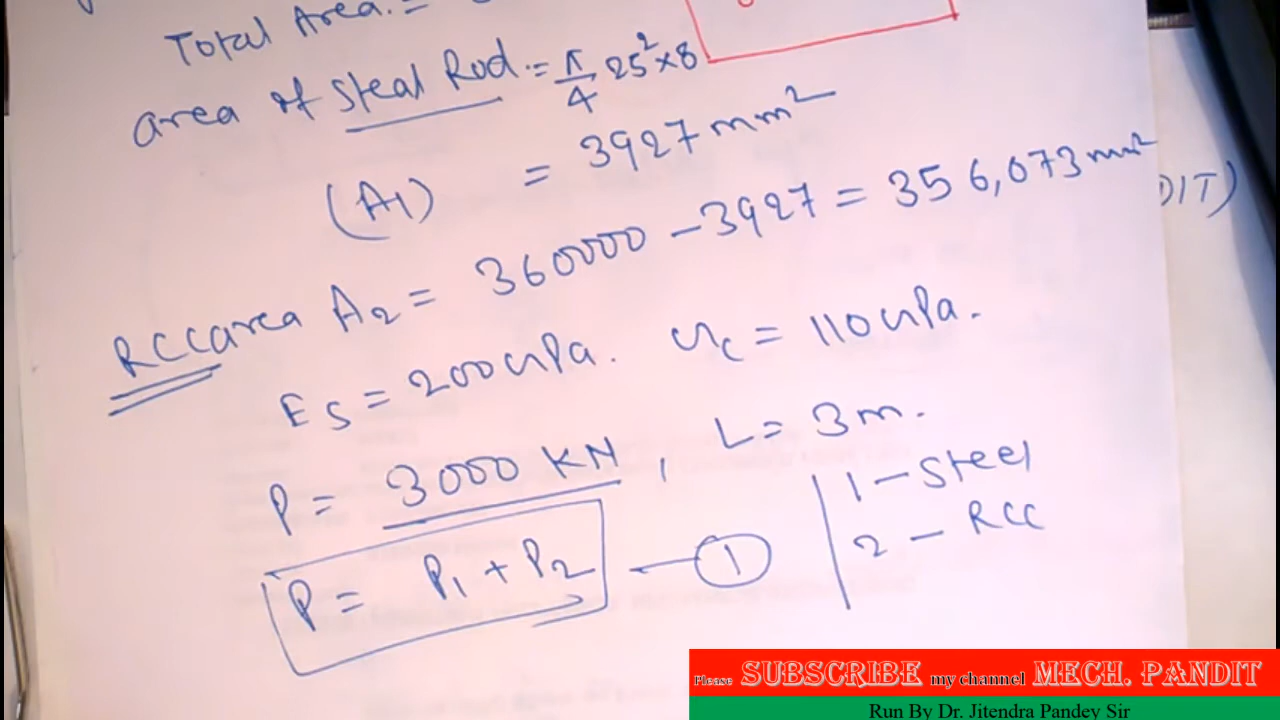 Total Area. =
area of Steal Rod. = π/4 25² × 8
(A₁) = 3927 mm²
RCC area A₂ = 360000 - 3927 = 356,073 mm²
DIT)
Es = 200 GPa. Gc = 110 GPa.
P = 3000 KN, L = 3m.
P = P₁ + P₂ — ①
1 - Steel
2 - RCC
Please SUBSCRIBE my channel MECH. PANDIT
Run By Dr. Jitendra Pandey Sir